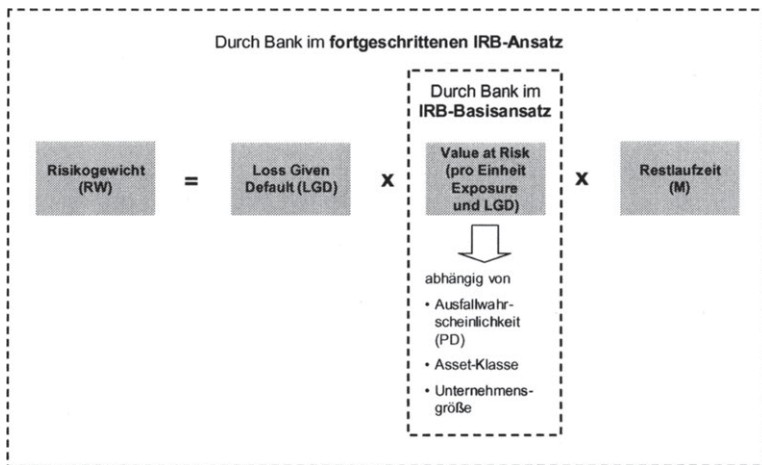 Durch Bank im fortgeschrittenen IRB-Ansatz
Durch Bank im
IRB-Basisansatz
Risikogewicht
(RW)
=
Loss Given
Default (LGD)
x
Value at Risk
(pro Einheit
Exposure
und LGD)
x
Restlaufzeit
(M)
abhängig von
• Ausfallwahr-
scheinlichkeit
(PD)
• Asset-Klasse
• Unternehmens-
größe